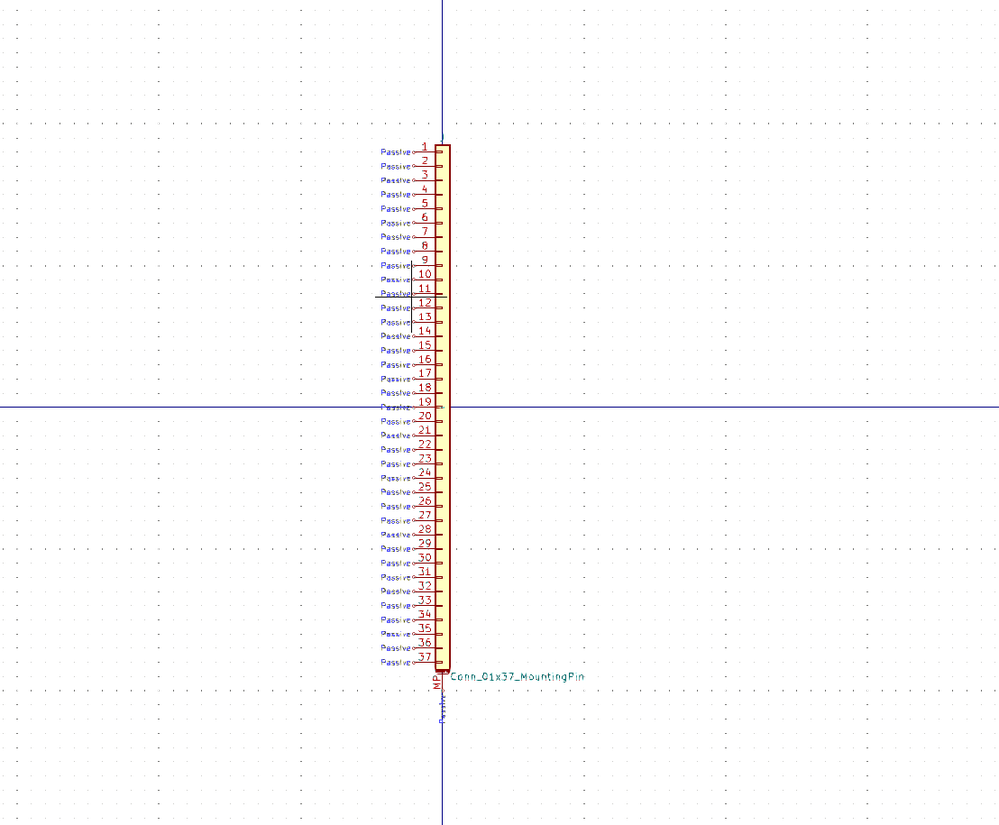 J
Passive 1
Passive 2
Passive 3
Passive 4
Passive 5
Passive 6
Passive 7
Passive 8
Passive 9
Passive 10
Passive 11
Passive 12
Passive 13
Passive 14
Passive 15
Passive 16
Passive 17
Passive 18
Passive 19
Passive 20
Passive 21
Passive 22
Passive 23
Passive 24
Passive 25
Passive 26
Passive 27
Passive 28
Passive 29
Passive 30
Passive 31
Passive 32
Passive 33
Passive 34
Passive 35
Passive 36
Passive 37
MP
Conn_01x37_MountingPin
Passive